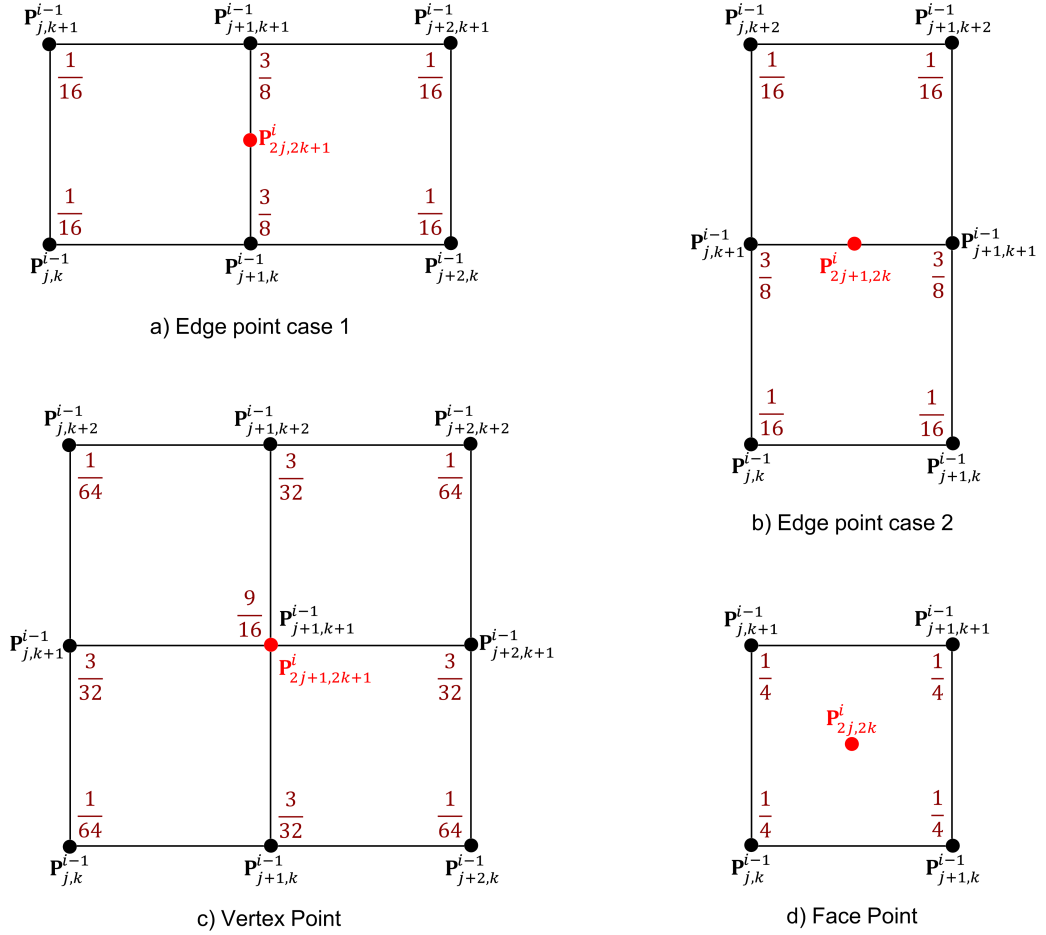 P^{i−1}_{j,k+1} P^{i−1}_{j+1,k+1} P^{i−1}_{j+2,k+1}
1/16 3/8 1/16
P^{i}_{2j,2k+1}
1/16 3/8 1/16
P^{i−1}_{j,k} P^{i−1}_{j+1,k} P^{i−1}_{j+2,k}
a) Edge point case 1
P^{i−1}_{j,k+2} P^{i−1}_{j+1,k+2}
1/16 1/16
P^{i−1}_{j,k+1} P^{i−1}_{j+1,k+1}
P^{i}_{2j+1,2k}
3/8 3/8
1/16 1/16
P^{i−1}_{j,k} P^{i−1}_{j+1,k}
b) Edge point case 2
P^{i−1}_{j,k+2} P^{i−1}_{j+1,k+2} P^{i−1}_{j+2,k+2}
1/64 3/32 1/64
9/16 P^{i−1}_{j+1,k+1}
P^{i−1}_{j,k+1} P^{i−1}_{j+2,k+1}
P^{i}_{2j+1,2k+1}
3/32 3/32
1/64 3/32 1/64
P^{i−1}_{j,k} P^{i−1}_{j+1,k} P^{i−1}_{j+2,k}
c) Vertex Point
P^{i−1}_{j,k+1} P^{i−1}_{j+1,k+1}
1/4 1/4
P^{i}_{2j,2k}
1/4 1/4
P^{i−1}_{j,k} P^{i−1}_{j+1,k}
d) Face Point